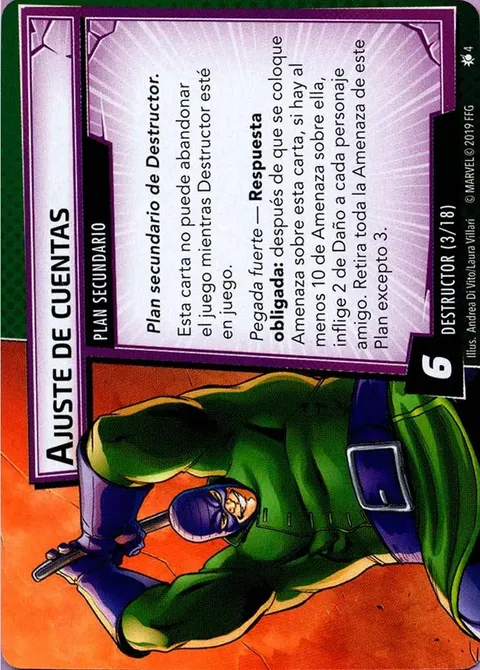 AJUSTE DE CUENTAS
PLAN SECUNDARIO
Plan secundario de Destructor.
Esta carta no puede abandonar
el juego mientras Destructor esté
en juego.
Pegada fuerte — Respuesta
obligada: después de que se coloque
Amenaza sobre esta carta, si hay al
menos 10 de Amenaza sobre ella,
inflige 2 de Daño a cada personaje
amigo. Retira toda la Amenaza de este
Plan excepto 3.
6
DESTRUCTOR (3/18)
Illus. Andrea Di Vito/Laura Villari © MARVEL © 2019 FFG
4